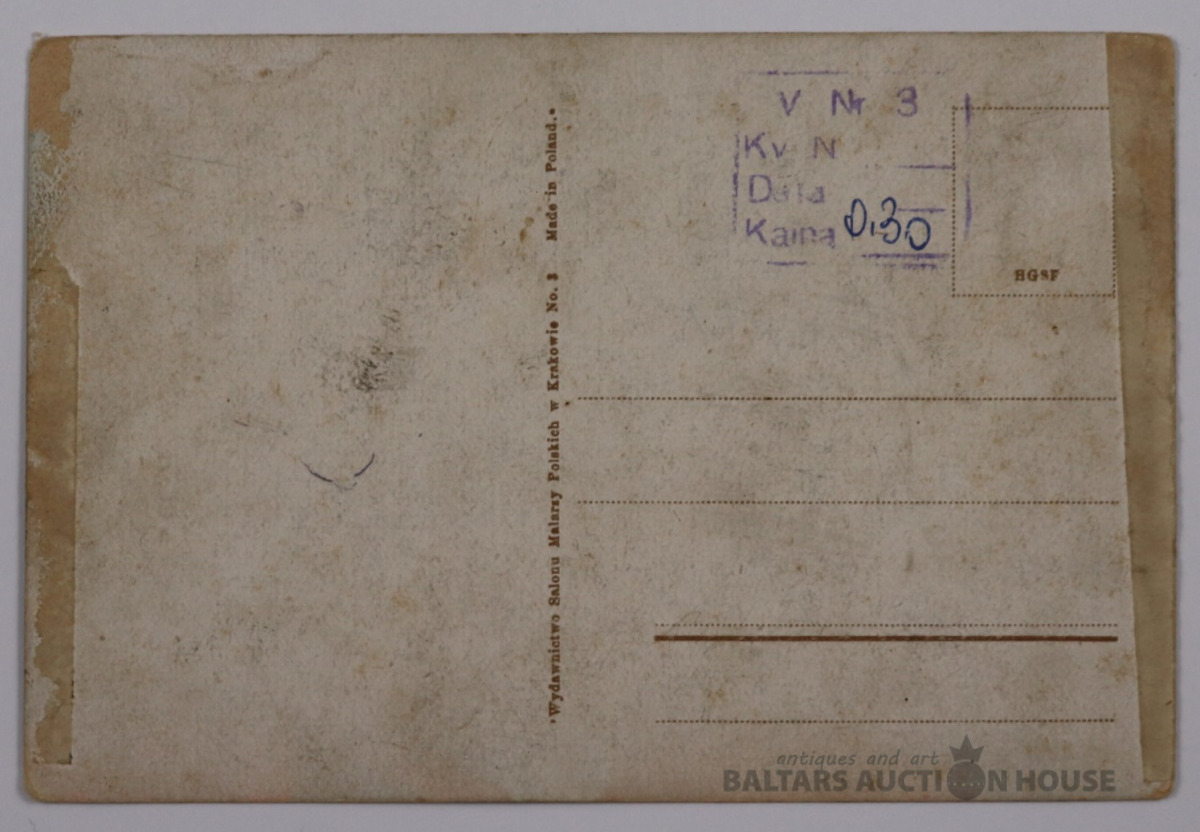 •Wydawnictwo Salonu Malarzy Polskich w Krakowie No. 3 Made in Poland.•
V Nr 3
Kv N
Data
Kaina 0.30
BGSF
antiques and art
BALTARS AUCTION HOUSE